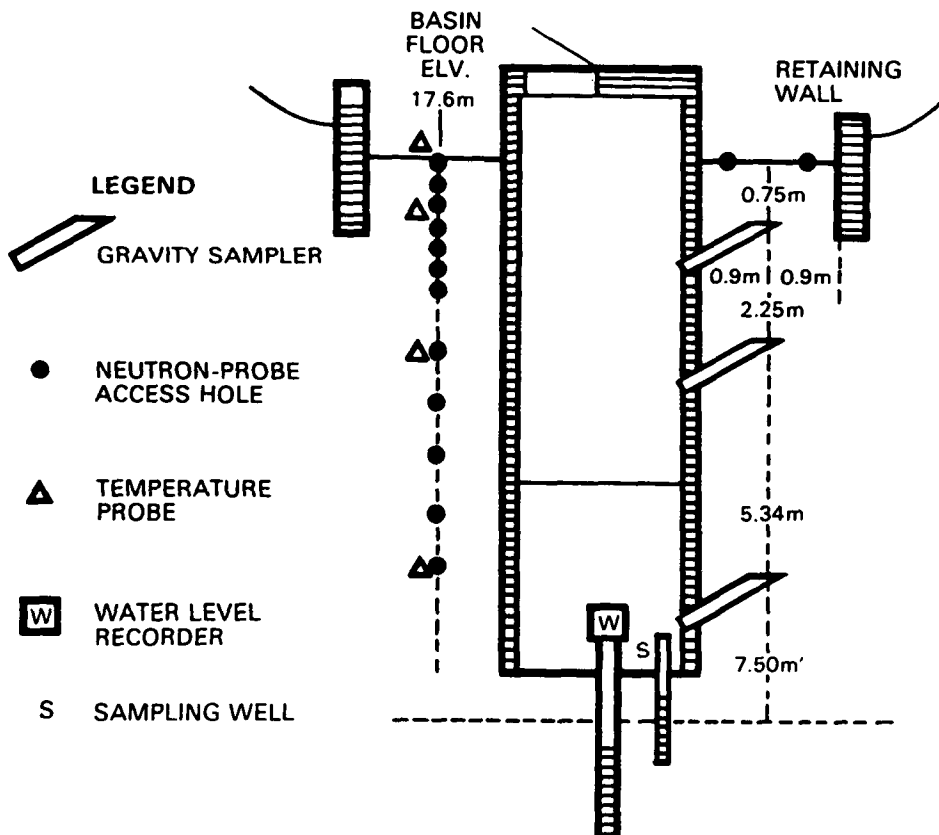 BASIN
FLOOR
ELV.
17.6m
RETAINING
WALL
LEGEND
GRAVITY SAMPLER
NEUTRON-PROBE
ACCESS HOLE
TEMPERATURE
PROBE
W
WATER LEVEL
RECORDER
S
SAMPLING WELL
0.75m
0.9m
0.9m
2.25m
5.34m
W
S
7.50m'